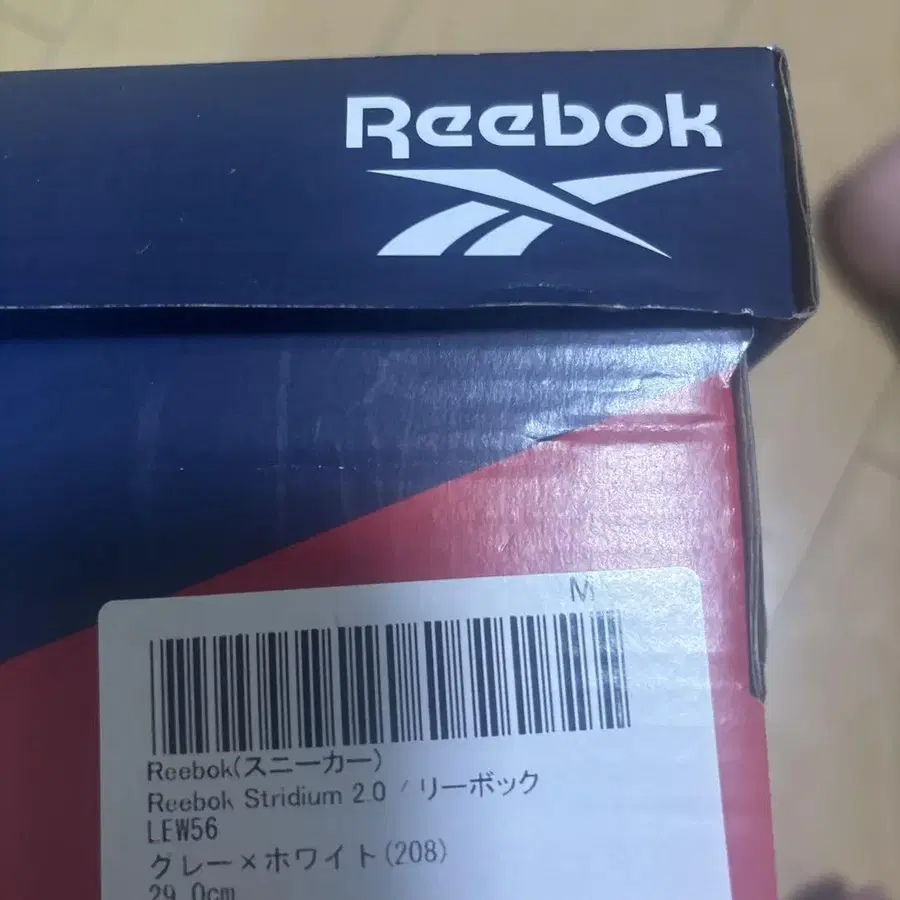 Reebok
M
Reebok(スニーカー)
Reebok Stridium 2.0 / リーボック
LEW56
グレー×ホワイト(208)
29.0cm